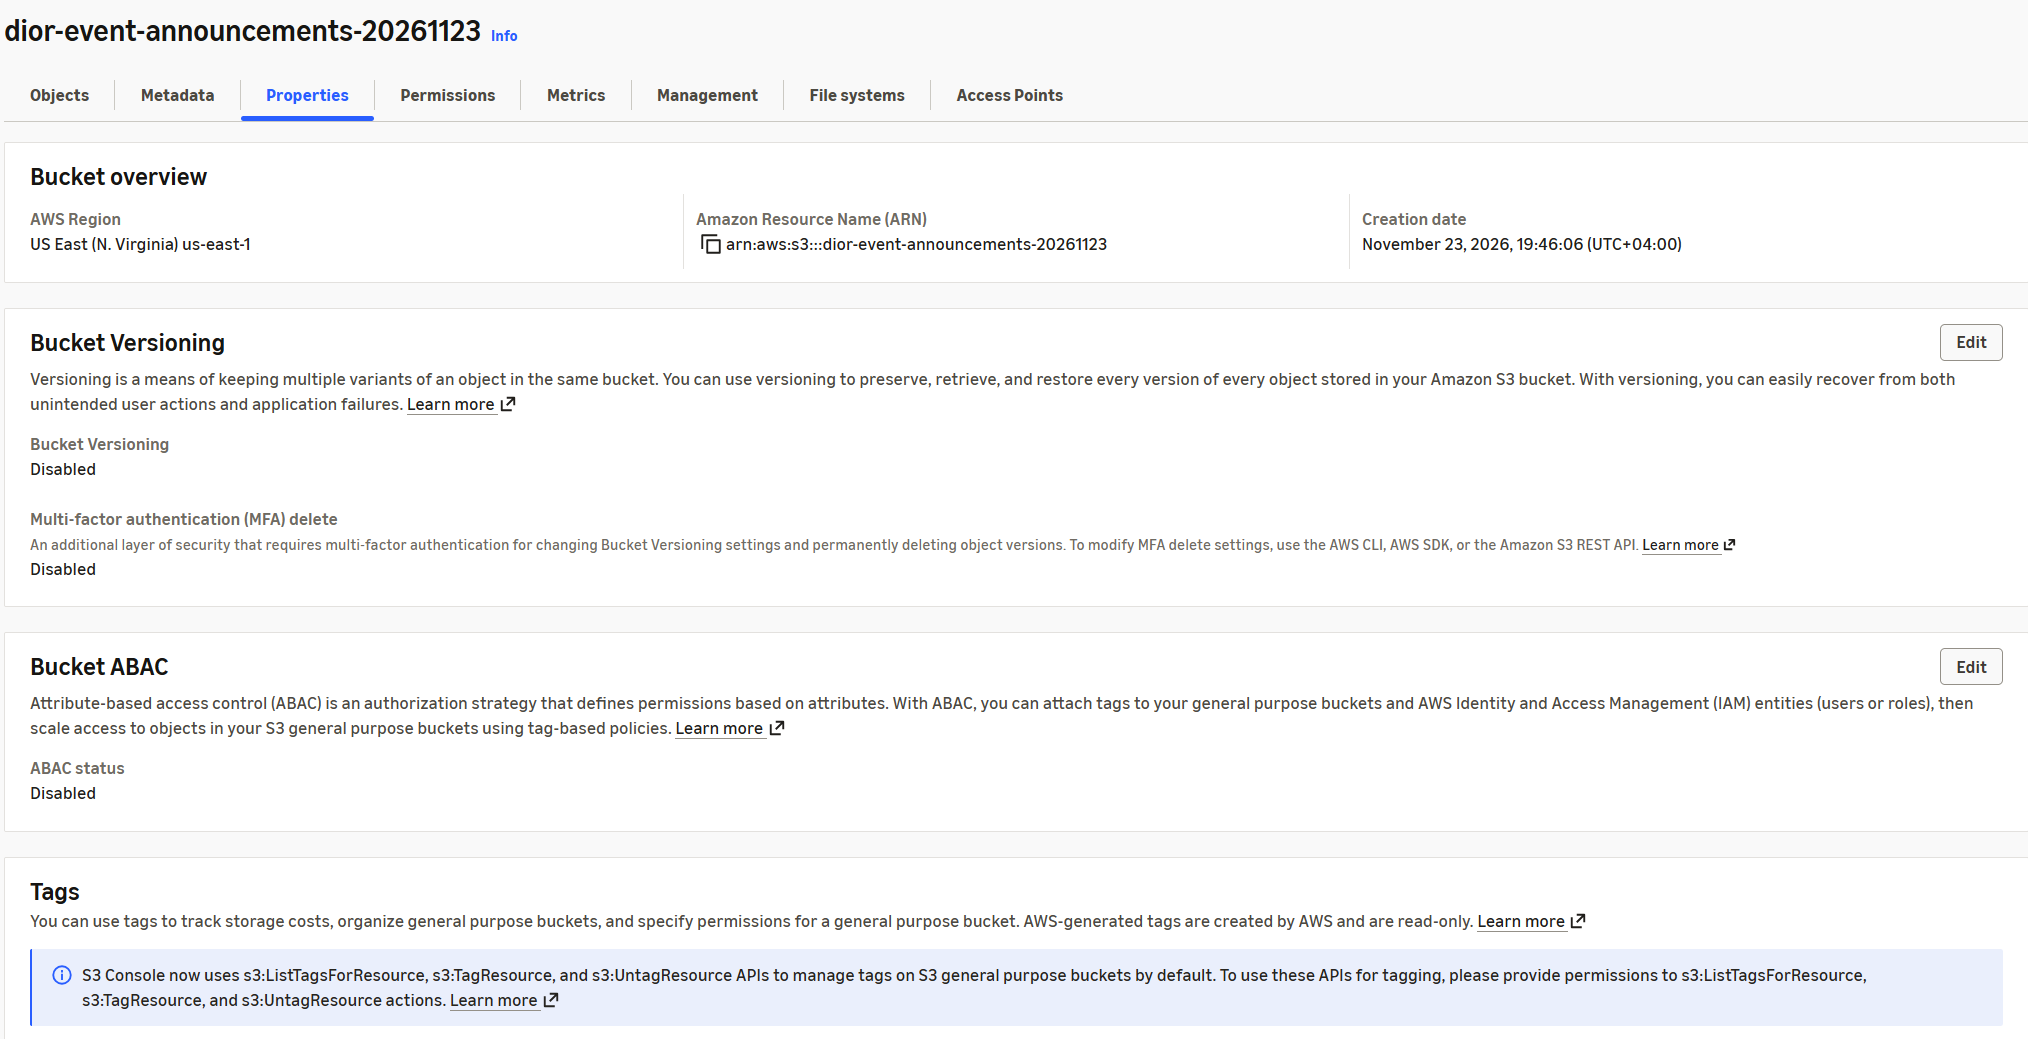 dior-event-announcements-20261123 Info
Objects Metadata Properties Permissions Metrics Management File systems Access Points
Bucket overview
AWS Region
US East (N. Virginia) us-east-1
Amazon Resource Name (ARN)
arn:aws:s3:::dior-event-announcements-20261123
Creation date
November 23, 2026, 19:46:06 (UTC+04:00)
Bucket Versioning
Edit
Versioning is a means of keeping multiple variants of an object in the same bucket. You can use versioning to preserve, retrieve, and restore every version of every object stored in your Amazon S3 bucket. With versioning, you can easily recover from both
unintended user actions and application failures. Learn more
Bucket Versioning
Disabled
Multi-factor authentication (MFA) delete
An additional layer of security that requires multi-factor authentication for changing Bucket Versioning settings and permanently deleting object versions. To modify MFA delete settings, use the AWS CLI, AWS SDK, or the Amazon S3 REST API. Learn more
Disabled
Bucket ABAC
Edit
Attribute-based access control (ABAC) is an authorization strategy that defines permissions based on attributes. With ABAC, you can attach tags to your general purpose buckets and AWS Identity and Access Management (IAM) entities (users or roles), then
scale access to objects in your S3 general purpose buckets using tag-based policies. Learn more
ABAC status
Disabled
Tags
You can use tags to track storage costs, organize general purpose buckets, and specify permissions for a general purpose bucket. AWS-generated tags are created by AWS and are read-only. Learn more
S3 Console now uses s3:ListTagsForResource, s3:TagResource, and s3:UntagResource APIs to manage tags on S3 general purpose buckets by default. To use these APIs for tagging, please provide permissions to s3:ListTagsForResource,
s3:TagResource, and s3:UntagResource actions. Learn more